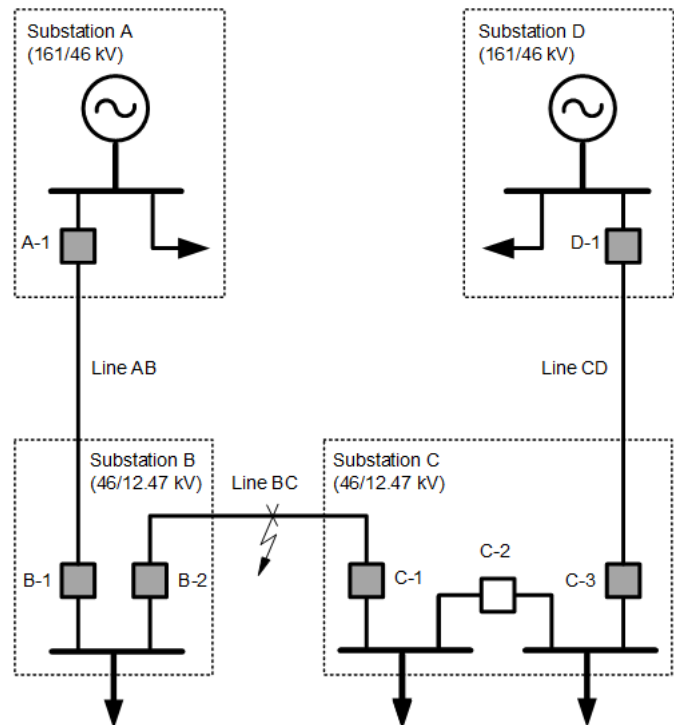 Substation A
(161/46 kV)
Substation D
(161/46 kV)
A-1
D-1
Line AB
Line CD
Substation B
(46/12.47 kV)
Line BC
Substation C
(46/12.47 kV)
B-1
B-2
C-1
C-2
C-3